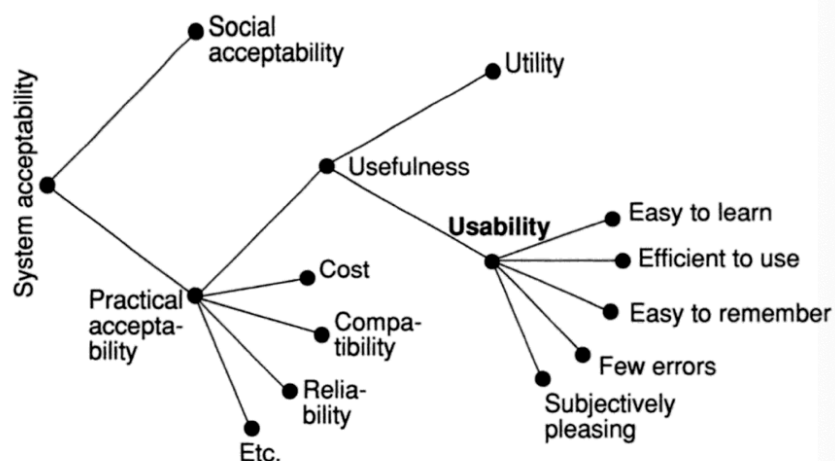 Social
acceptability
Utility
System acceptability
Usefulness
Usability
Easy to learn
Efficient to use
Easy to remember
Few errors
Subjectively
pleasing
Practical
accepta-
bility
Cost
Compa-
tibility
Relia-
bility
Etc.